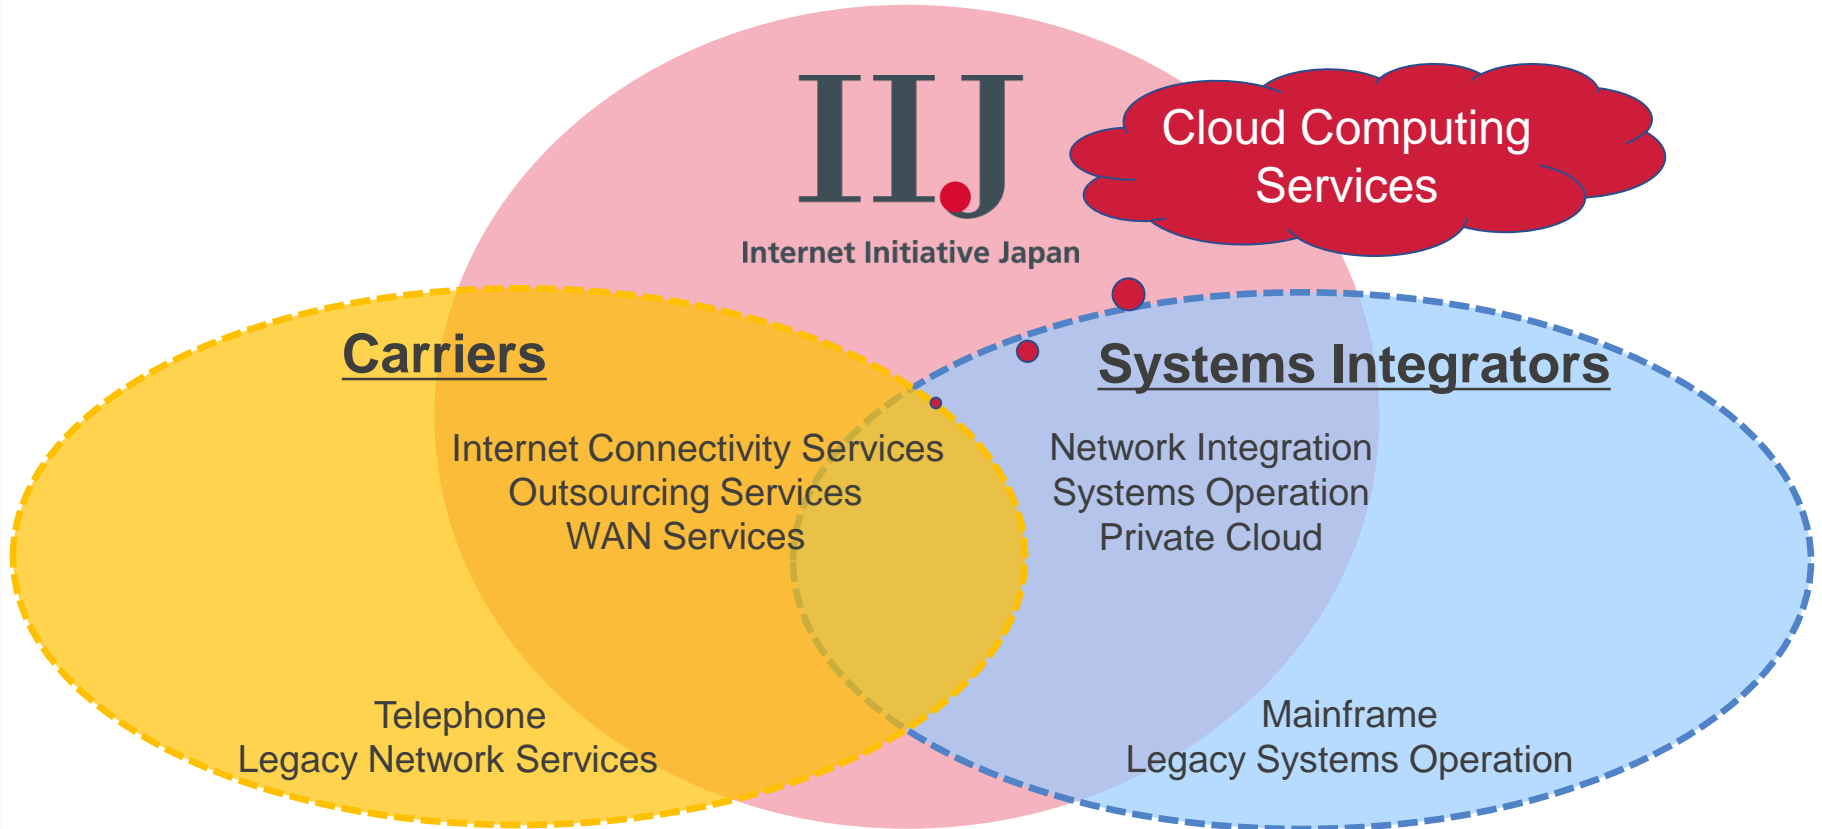 IIJ
Internet Initiative Japan
Cloud Computing
Services
Carriers
Internet Connectivity Services
Outsourcing Services
WAN Services
Telephone
Legacy Network Services
Systems Integrators
Network Integration
Systems Operation
Private Cloud
Mainframe
Legacy Systems Operation